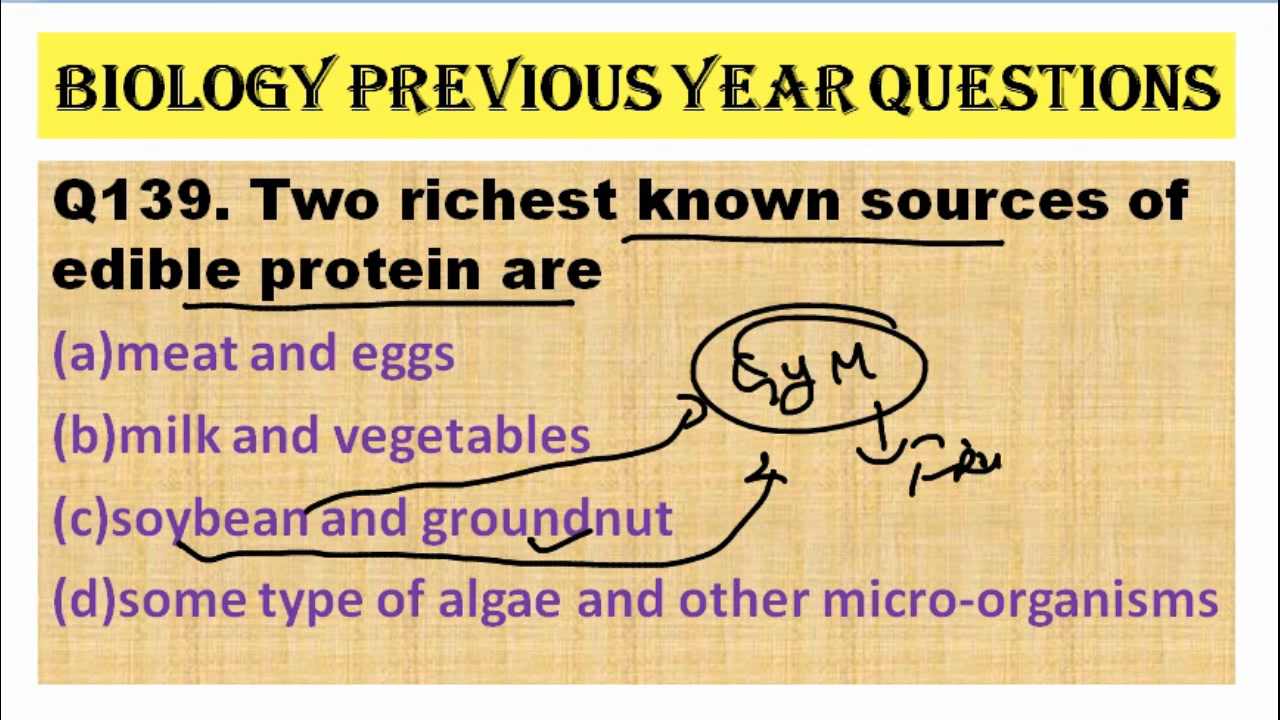 BIOLOGY PREVIOUS YEAR QUESTIONS
Q139. Two richest known sources of
edible protein are
(a)meat and eggs
GyM
(b)milk and vegetables
(c)soybean and groundnut
(d)some type of algae and other micro-organisms